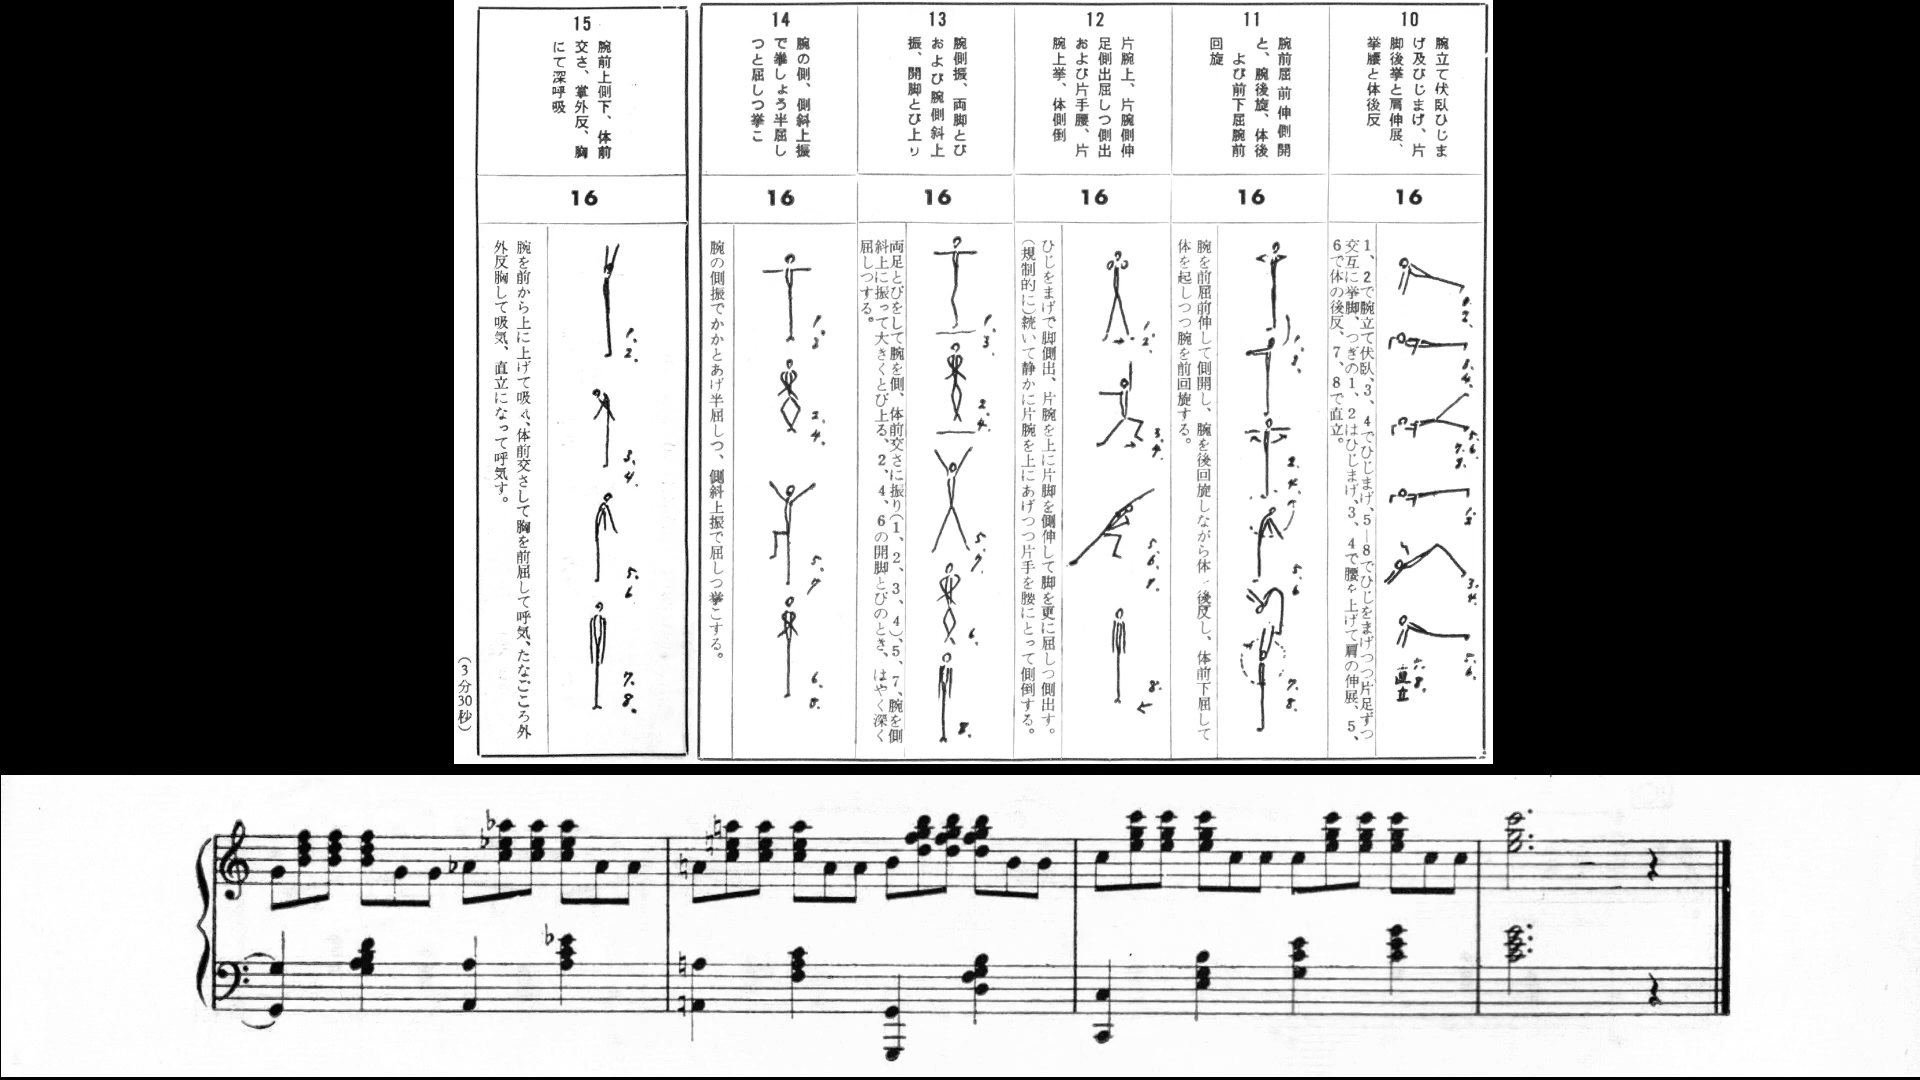 10
腕立て伏臥ひじま
げ及びひじまげ、片
脚後挙と肩伸展、
挙腰と体後反
16
1、2で腕立て伏臥、3、4でひじまげ、5―8でひじをまげつつ片足ずつ
交互に挙脚、つぎの1、2はひじまげ、3、4で腰を上げて肩の伸展、5、
6で体の後反、7、8で直立。
直立
11
腕前屈前伸側開
と、腕後旋、体後
よび前下屈腕前
回旋
16
腕を前屈前伸して側開し、腕を後回旋しながら体後反し、体前下屈して
体を起しつつ腕を前回旋する。
12
片腕上、片腕側伸
足側出屈しつ側出
および片手腰、片
腕上挙、体側倒
16
ひじをまげで脚側出、片腕を上に片脚を側伸して脚を更に屈しつ側出す。
(規制的に)続いて静かに片腕を上にあげつつ片手を腰にとって側倒する。
13
腕側振、両脚とび
および腕側斜上
振、開脚とび上り
16
両足とびをして腕を側、体前交さに振り(1、2、3、4)、5、7、腕を側
斜上に振って大きくとび上る、2、4、6の開脚とびのとき、はやく深く
屈しつする。
14
腕の側、側斜上振
で挙しょう半屈し
つと屈しつ挙こ
16
腕の側振でかかとあげ半屈しつ、側斜上振で屈しつ挙こする。
15
腕前上側下、体前
交さ、掌外反、胸
にて深呼吸
16
腕を前から上に上げて吸気、体前交さして胸を前屈して呼気、たなごころ外
外反胸して吸気、直立になって呼気す。
(3分30秒)